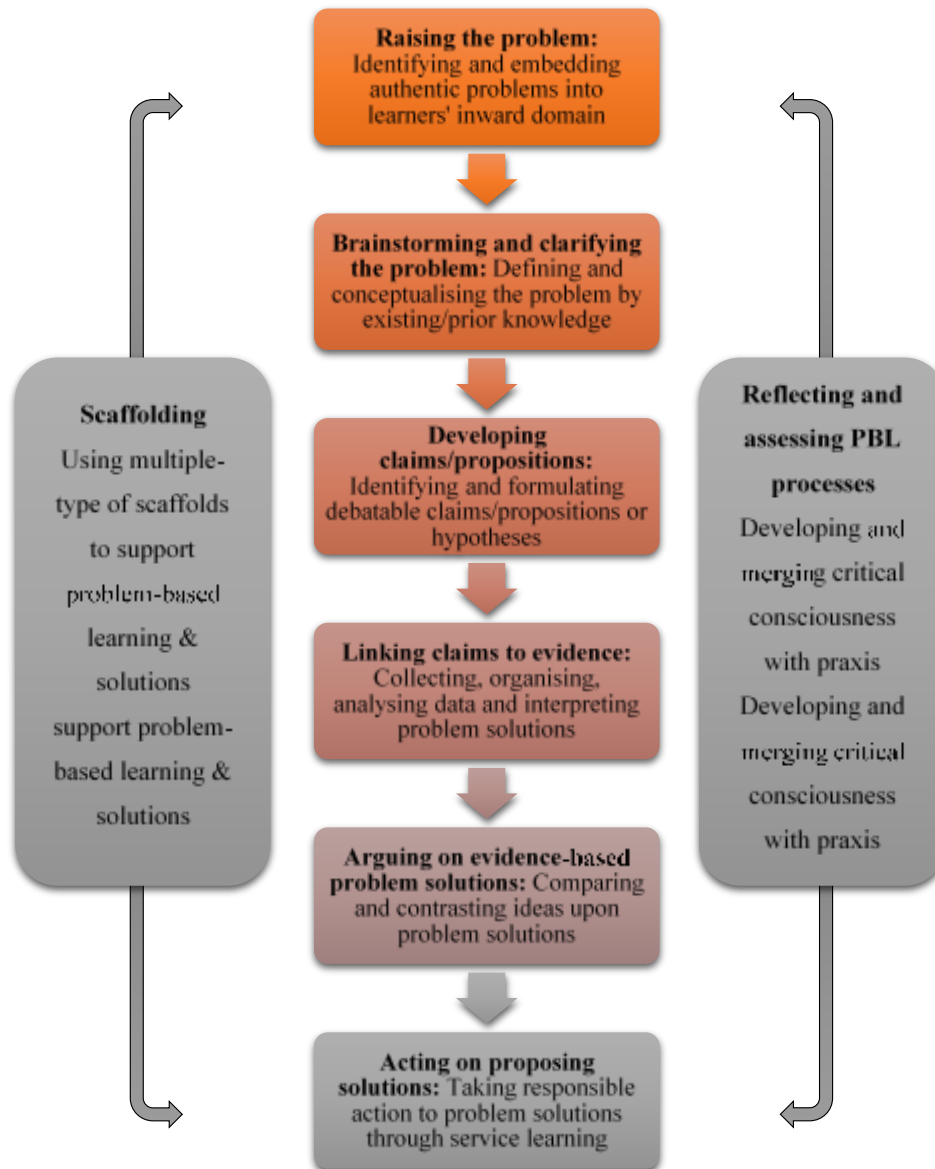 Raising the problem:
Identifying and embedding
authentic problems into
learners' inward domain
Brainstorming and clarifying
the problem: Defining and
conceptualising the problem by
existing/prior knowledge
Developing
claims/propositions:
Identifying and formulating
debatable claims/propositions or
hypotheses
Linking claims to evidence:
Collecting, organising,
analysing data and interpreting
problem solutions
Arguing on evidence-based
problem solutions: Comparing
and contrasting ideas upon
problem solutions
Acting on proposing
solutions: Taking responsible
action to problem solutions
through service learning
Scaffolding
Using multiple-
type of scaffolds
to support
problem-based
learning &
solutions
support problem-
based learning &
solutions
Reflecting and
assessing PBL
processes
Developing and
merging critical
consciousness
with praxis
Developing and
merging critical
consciousness
with praxis